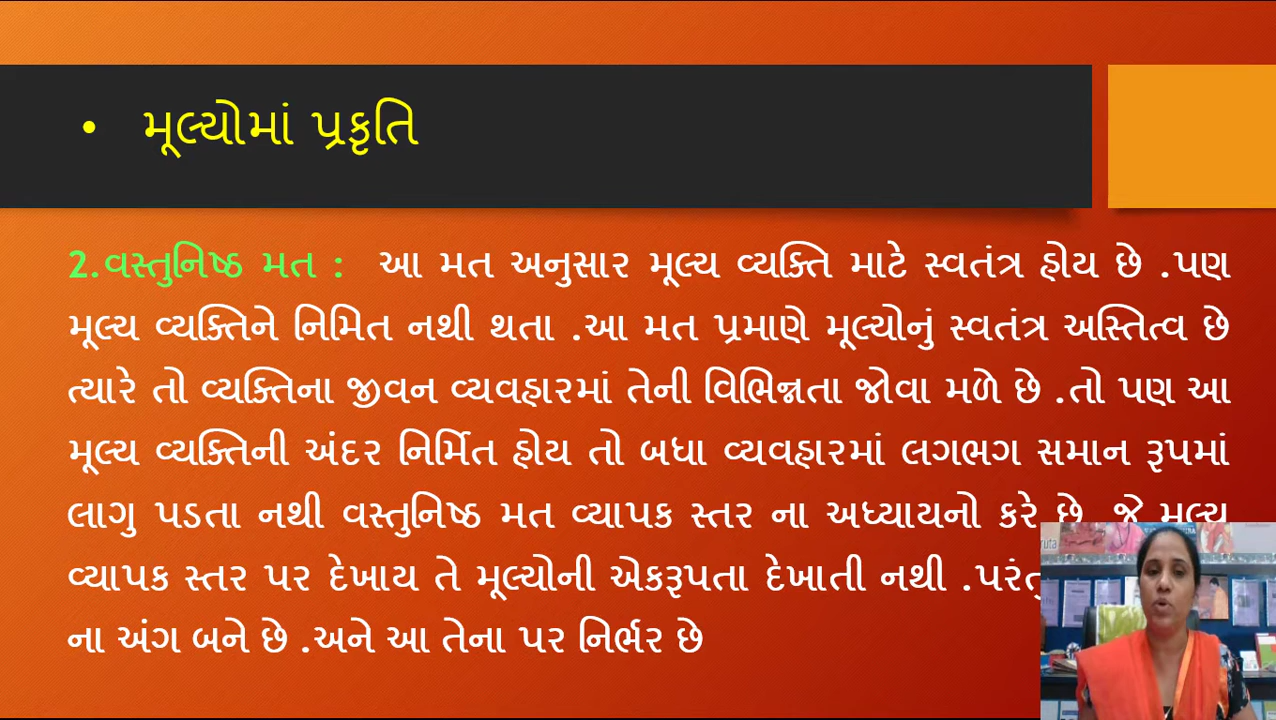 • મૂલ્યોમાં પ્રકૃતિ
2.વસ્તુનિષ્ઠ મત : આ મત અનુસાર મૂલ્ય વ્યક્તિ માટે સ્વતંત્ર હોય છે .પણ
મૂલ્ય વ્યક્તિને નિમિત નથી થતા .આ મત પ્રમાણે મૂલ્યોનું સ્વતંત્ર અસ્તિત્વ છે
ત્યારે તો વ્યક્તિના જીવન વ્યવહારમાં તેની વિભિન્નતા જોવા મળે છે .તો પણ આ
મૂલ્ય વ્યક્તિની અંદર નિર્મિત હોય તો બધા વ્યવહારમાં લગભગ સમાન રૂપમાં
લાગુ પડતા નથી વસ્તુનિષ્ઠ મત વ્યાપક સ્તર ના અધ્યાયનો કરે છે જે મૂલ્ય
વ્યાપક સ્તર પર દેખાય તે મૂલ્યોની એકરૂપતા દેખાતી નથી .પરંતુ
ના અંગ બને છે .અને આ તેના પર નિર્ભર છે